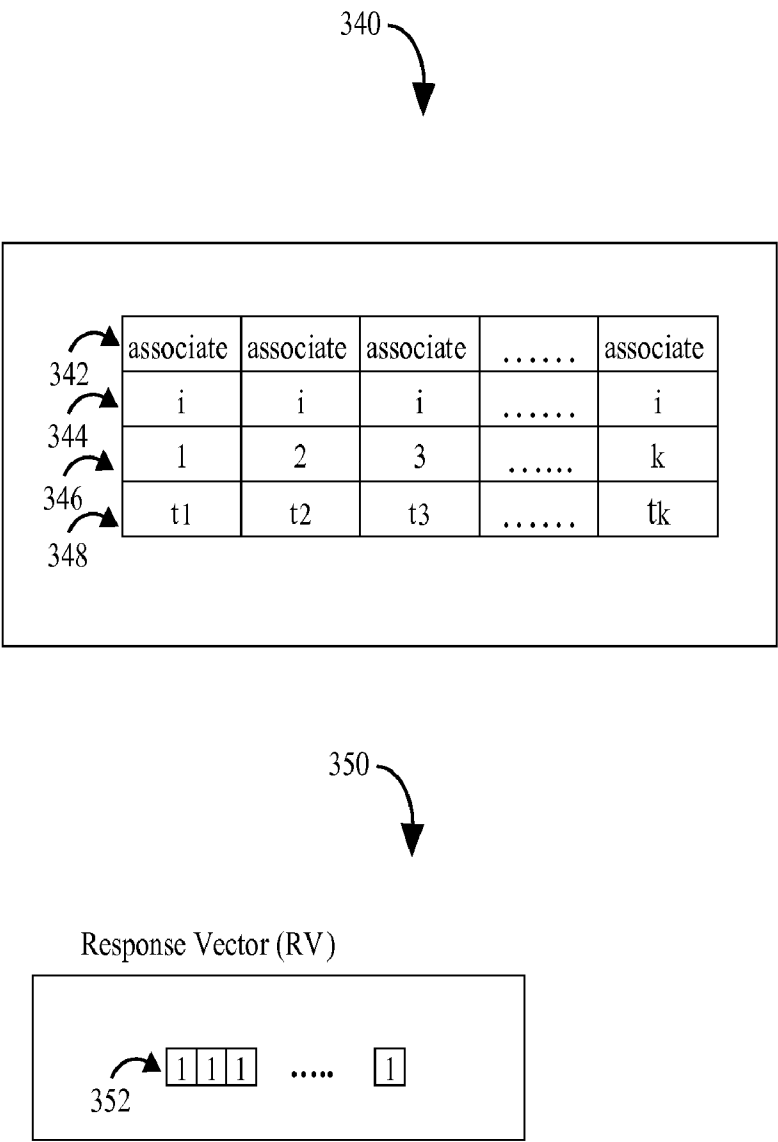 340
associate associate associate ...... associate
342
i i i ...... i
344
1 2 3 ...... k
346
t1 t2 t3 ...... tk
348
350
Response Vector (RV)
1 1 1 ..... 1
352